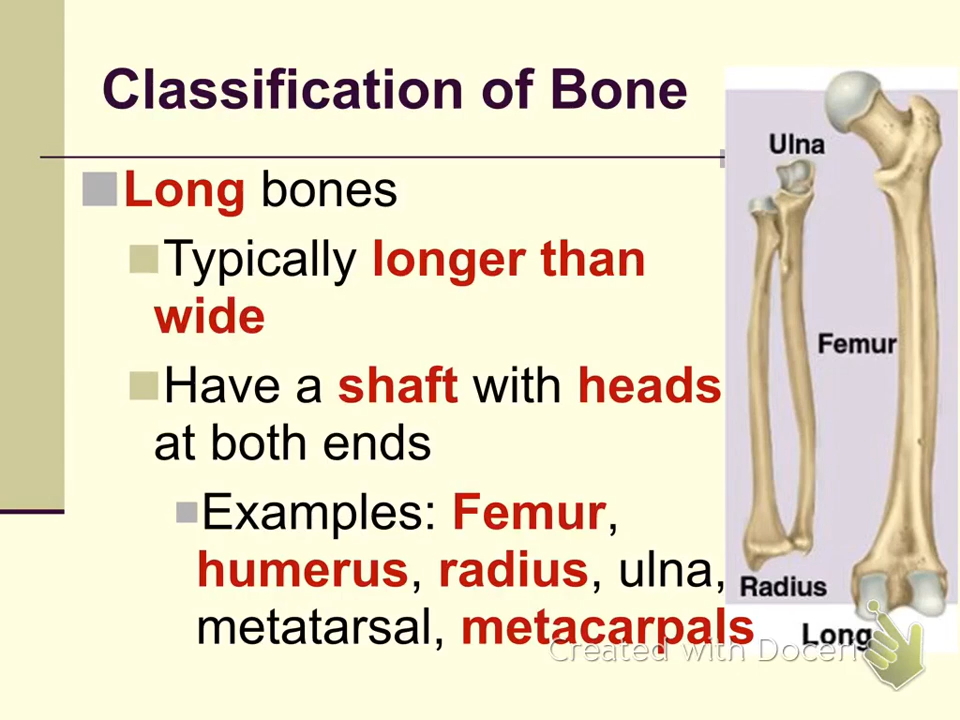 Classification of Bone
Long bones
Typically longer than
wide
Have a shaft with heads
at both ends
Examples: Femur,
humerus, radius, ulna,
metatarsal, metacarpals
Ulna
Femur
Radius
Long
Created with Doceri